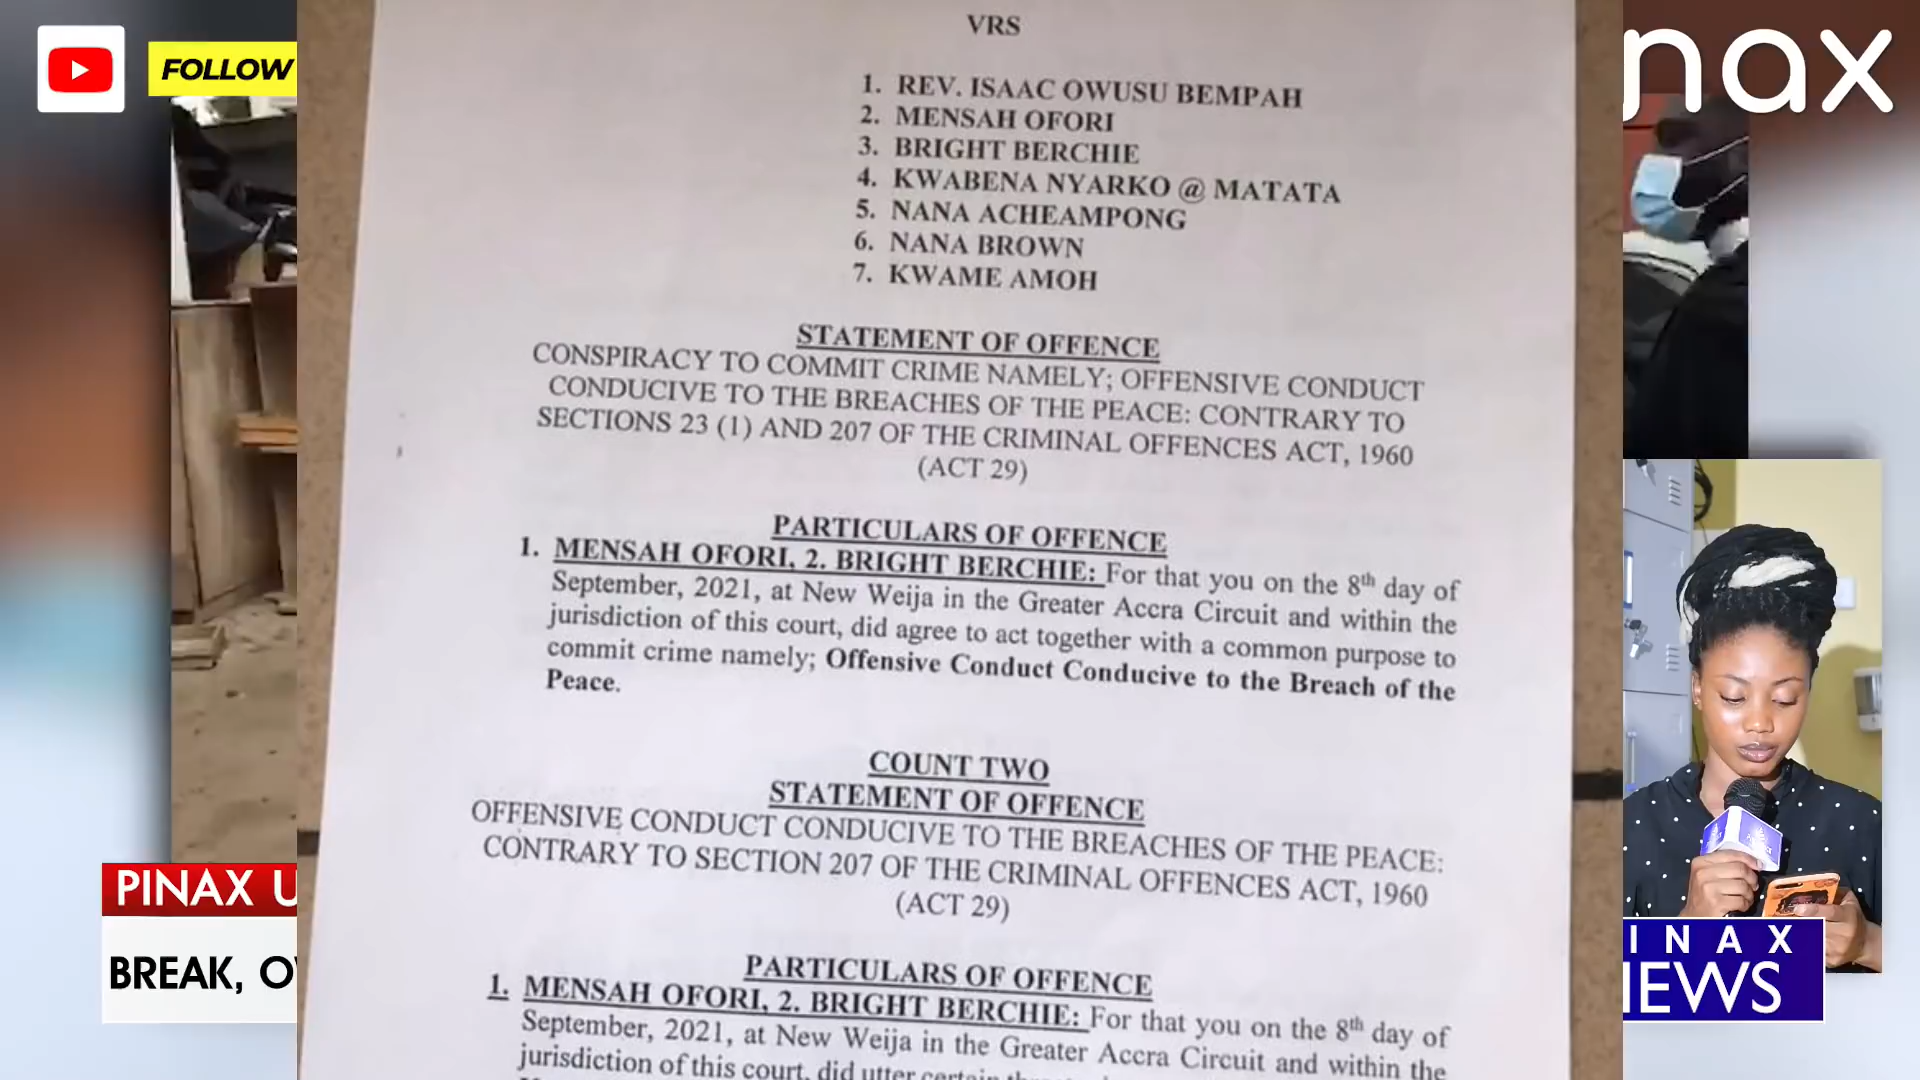 FOLLOW
nax
VRS
1. REV. ISAAC OWUSU BEMPAH
2. MENSAH OFORI
3. BRIGHT BERCHIE
4. KWABENA NYARKO @ MATATA
5. NANA ACHEAMPONG
6. NANA BROWN
7. KWAME AMOH
STATEMENT OF OFFENCE
CONSPIRACY TO COMMIT CRIME NAMELY; OFFENSIVE CONDUCT
CONDUCIVE TO THE BREACHES OF THE PEACE: CONTRARY TO
SECTIONS 23 (1) AND 207 OF THE CRIMINAL OFFENCES ACT, 1960
(ACT 29)
PARTICULARS OF OFFENCE
1. MENSAH OFORI, 2. BRIGHT BERCHIE: For that you on the 8th day of
September, 2021, at New Weija in the Greater Accra Circuit and within the
jurisdiction of this court, did agree to act together with a common purpose to
commit crime namely; Offensive Conduct Conducive to the Breach of the
Peace.
COUNT TWO
STATEMENT OF OFFENCE
OFFENSIVE CONDUCT CONDUCIVE TO THE BREACHES OF THE PEACE:
CONTRARY TO SECTION 207 OF THE CRIMINAL OFFENCES ACT, 1960
(ACT 29)
PARTICULARS OF OFFENCE
1. MENSAH OFORI, 2. BRIGHT BERCHIE: For that you on the 8th day of
September, 2021, at New Weija in the Greater Accra Circuit and within the
jurisdiction of this court, did utter certain
PINAX U
BREAK, O
INAX
NEWS